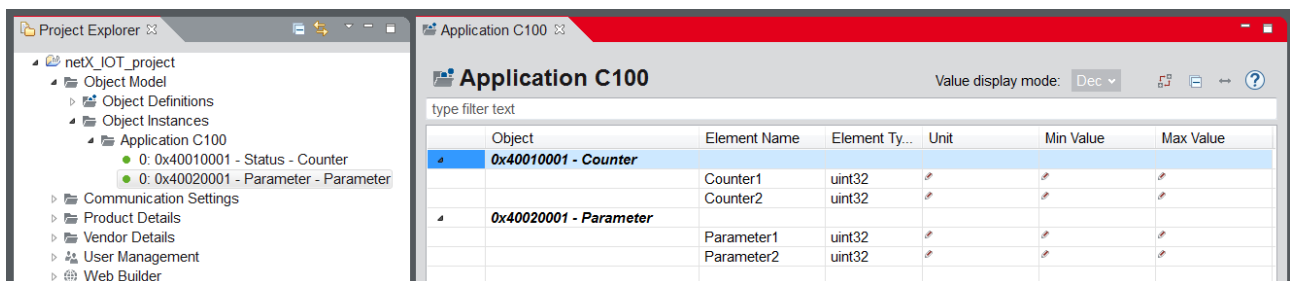 Project Explorer
netX_IOT_project
Object Model
Object Definitions
Object Instances
Application C100
0: 0x40010001 - Status - Counter
0: 0x40020001 - Parameter - Parameter
Communication Settings
Product Details
Vendor Details
User Management
Web Builder
Application C100
Application C100
Value display mode: Dec
type filter text
Object Element Name Element Ty... Unit Min Value Max Value
0x40010001 - Counter
Counter1 uint32
Counter2 uint32
0x40020001 - Parameter
Parameter1 uint32
Parameter2 uint32